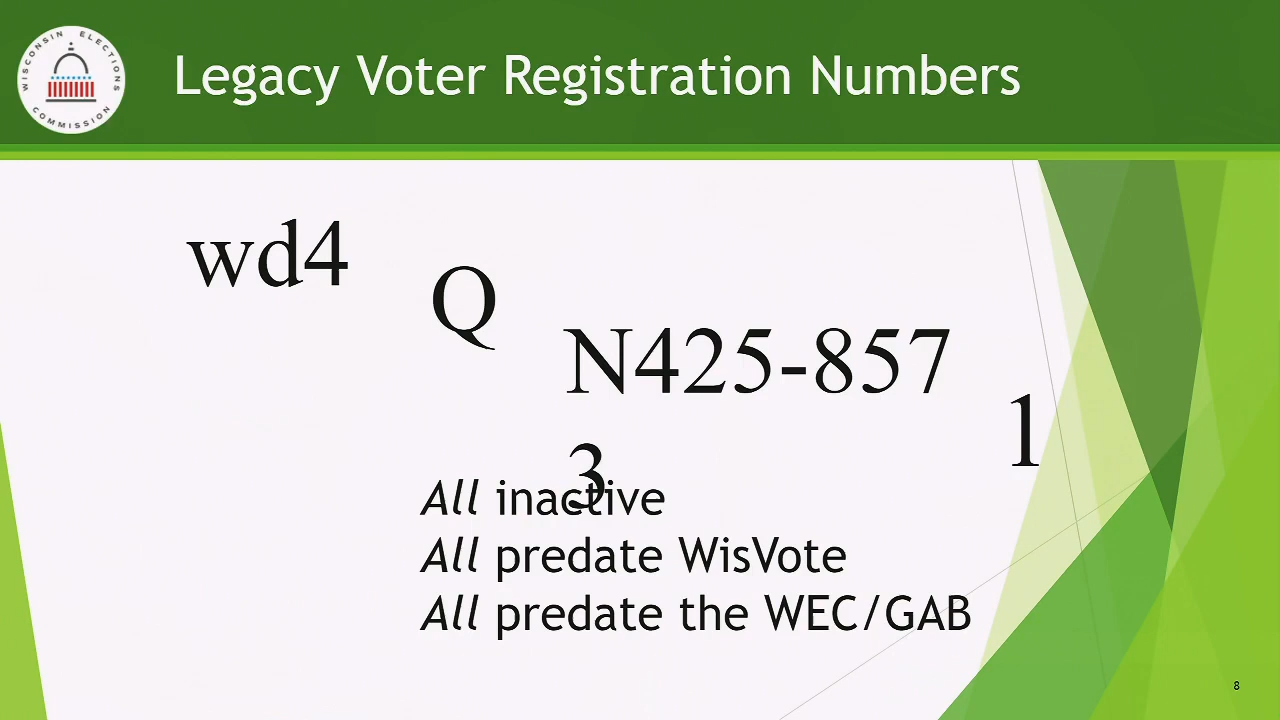 WISCONSIN ELECTIONS COMMISSION
Legacy Voter Registration Numbers
wd4
Q
N425-857
3
1
All inactive
All predate WisVote
All predate the WEC/GAB
8